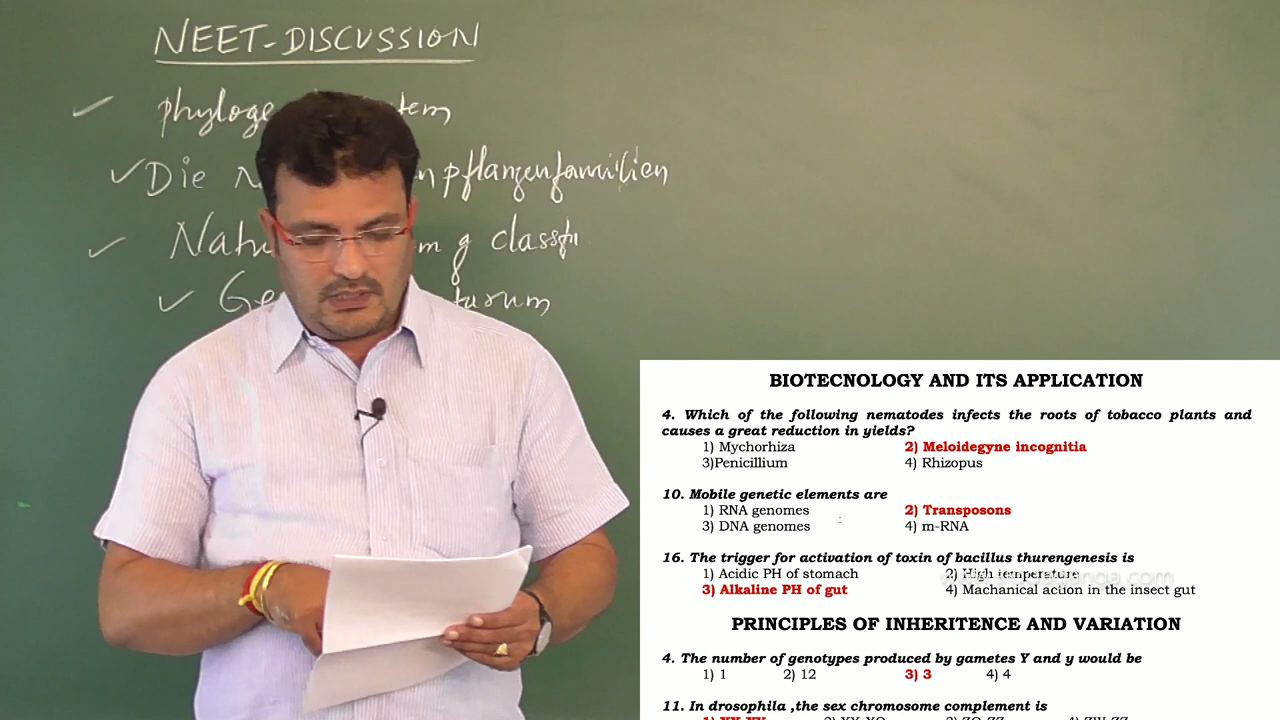 NEET-DISCUSSION
phyloge tem
Die N n pflanzenfamilien
Natu m of classfn.
Ge tarum
BIOTECNOLOGY AND ITS APPLICATION
4. Which of the following nematodes infects the roots of tobacco plants and
causes a great reduction in yields?
1) Mychorhiza 2) Meloidegyne incognitia
3)Penicillium 4) Rhizopus
10. Mobile genetic elements are
1) RNA genomes 2) Transposons
3) DNA genomes 4) m-RNA
16. The trigger for activation of toxin of bacillus thurengenesis is
1) Acidic PH of stomach 2) High temperature
3) Alkaline PH of gut 4) Machanical action in the insect gut
PRINCIPLES OF INHERITENCE AND VARIATION
4. The number of genotypes produced by gametes Y and y would be
1) 1 2) 12 3) 3 4) 4
11. In drosophila ,the sex chromosome complement is